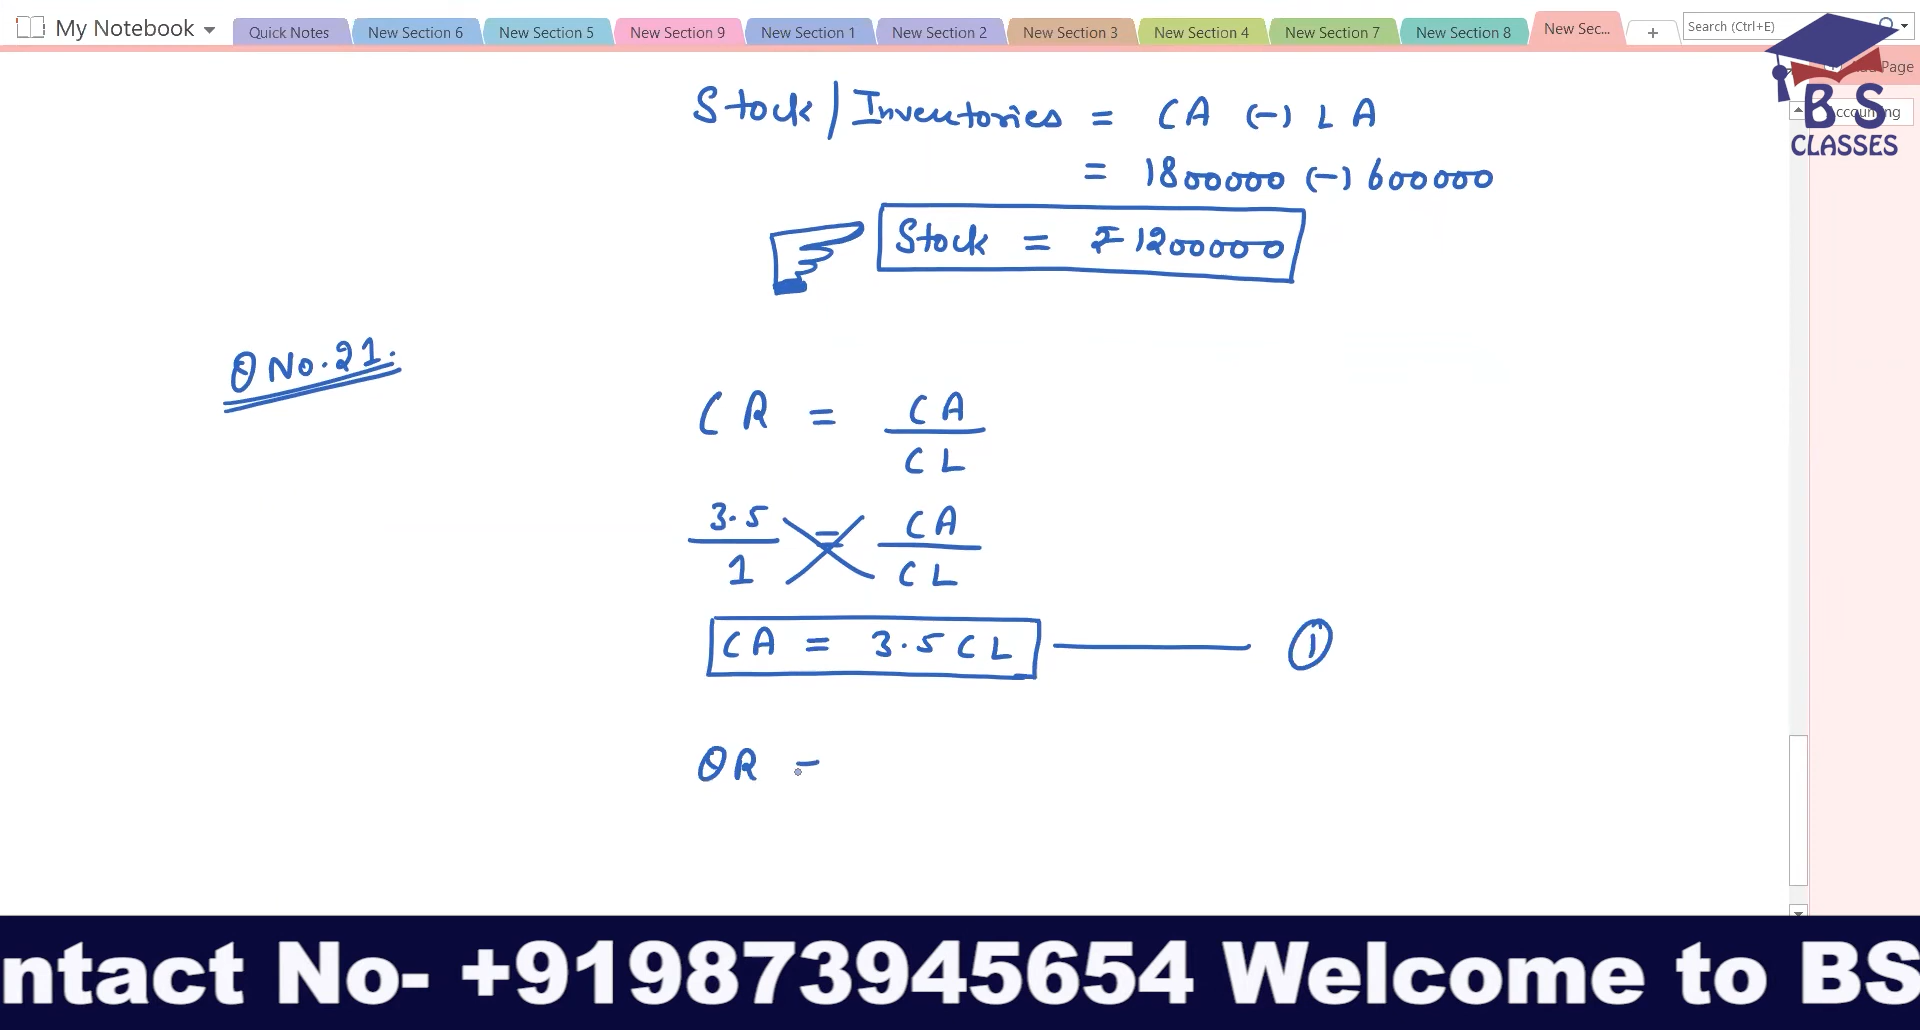 My Notebook
Quick Notes
New Section 6
New Section 5
New Section 9
New Section 1
New Section 2
New Section 3
New Section 4
New Section 7
New Section 8
New Sec...
Search (Ctrl+E)
Page
ccounting
BS
CLASSES
Stock / Inventories = CA (-) LA
= 1800000 (-) 600000
Stock = ₹1200000
Q No. 21.
CR = CA
CL
3.5 = CA
1 CL
CA = 3.5 CL ——— ①
QR =
ntact No- +919873945654 Welcome to BS